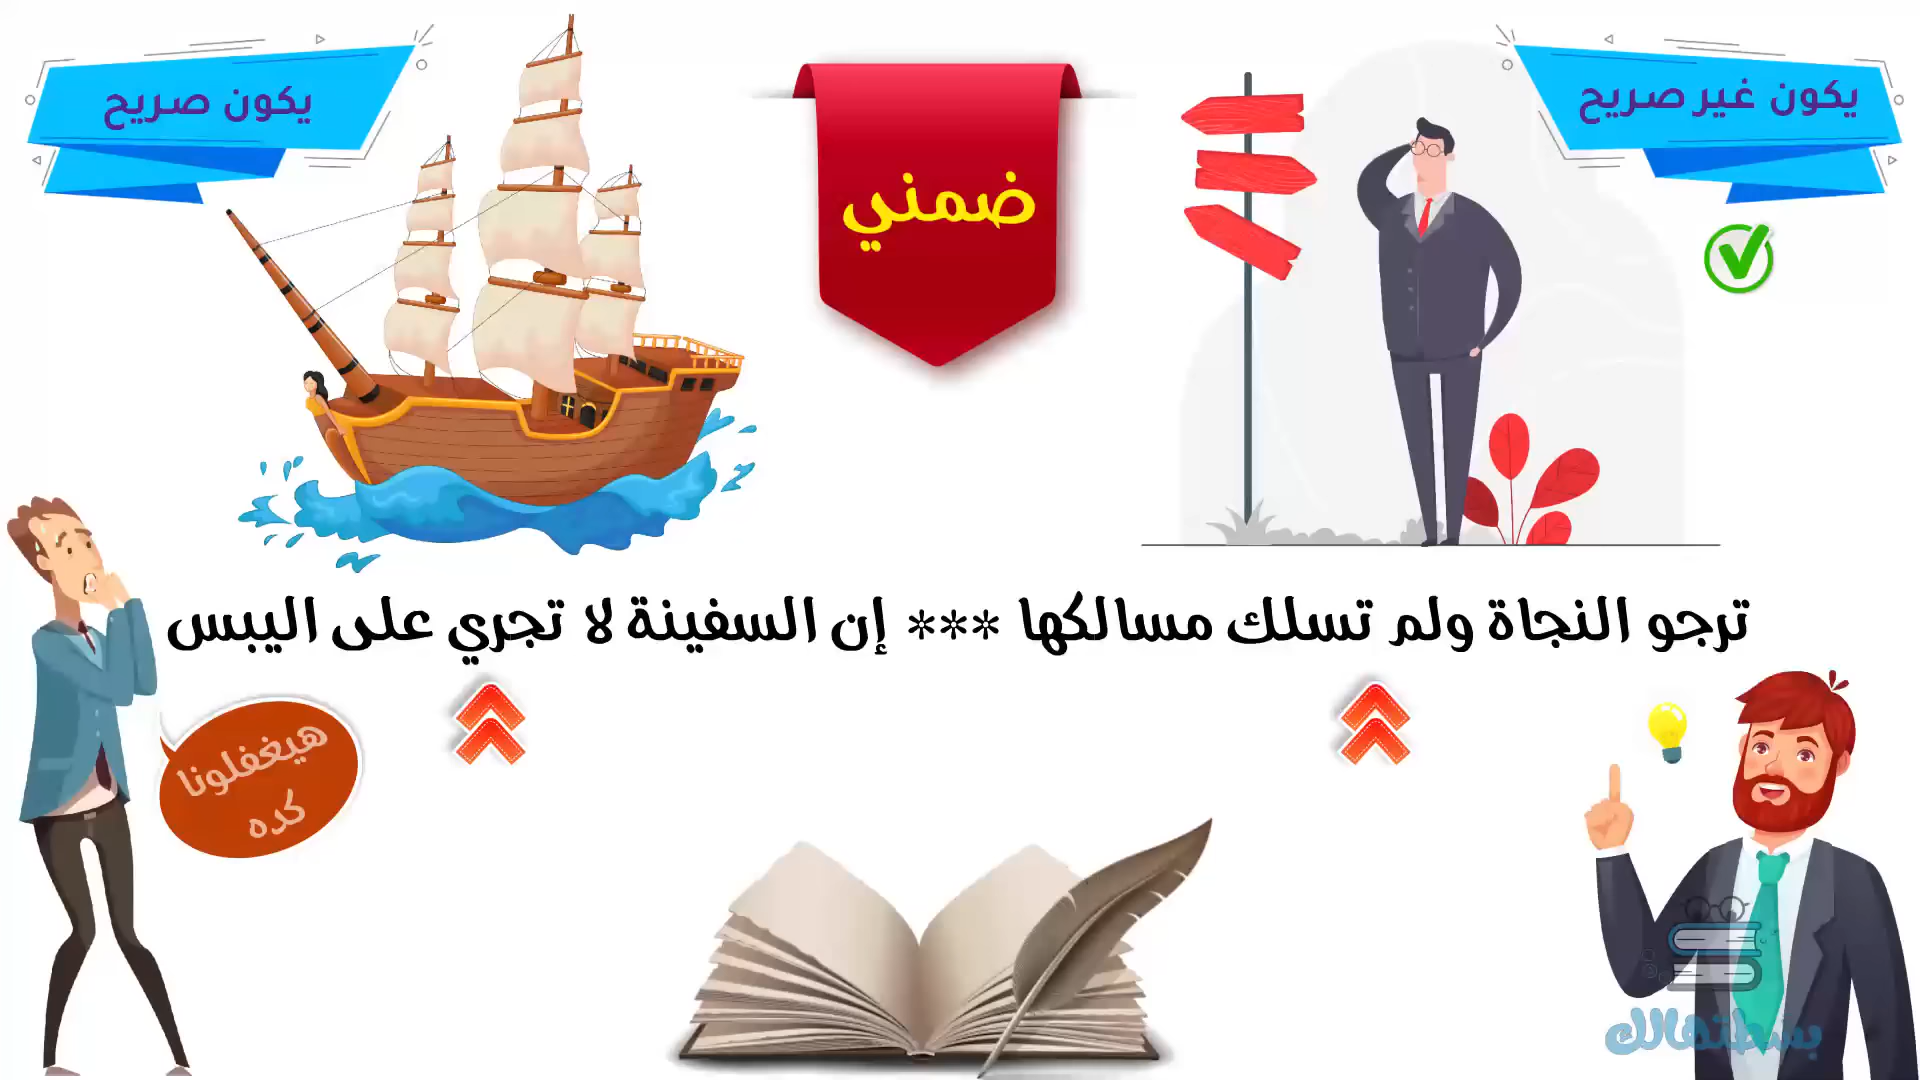 يكون غير صريح
يكون صريح
ضمني
ترجو النجاة ولم تسلك مسالكها *** إن السفينة لا تجري على اليبس
هيغفلونا
كده
بسطتهالك